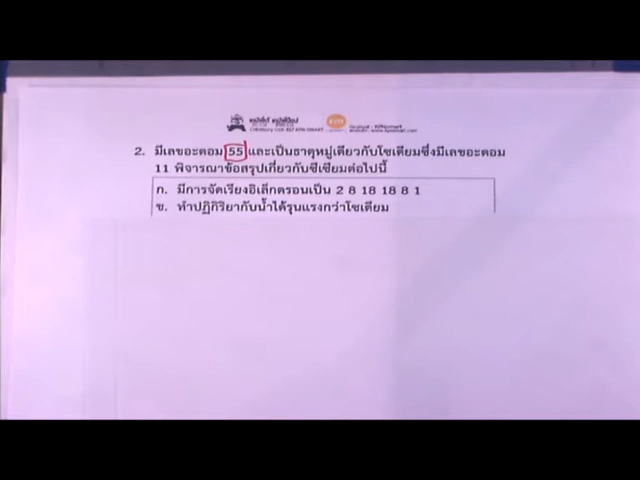 2. มีเลขอะตอม 55 และเป็นธาตุหมู่เดียวกับโซเดียมซึ่งมีเลขอะตอม
11 พิจารณาข้อสรุปเกี่ยวกับซีเซียมต่อไปนี้
ก. มีการจัดเรียงอิเล็กตรอนเป็น 2 8 18 18 8 1
ข. ทำปฏิกิริยากับน้ำได้รุนแรงกว่าโซเดียม